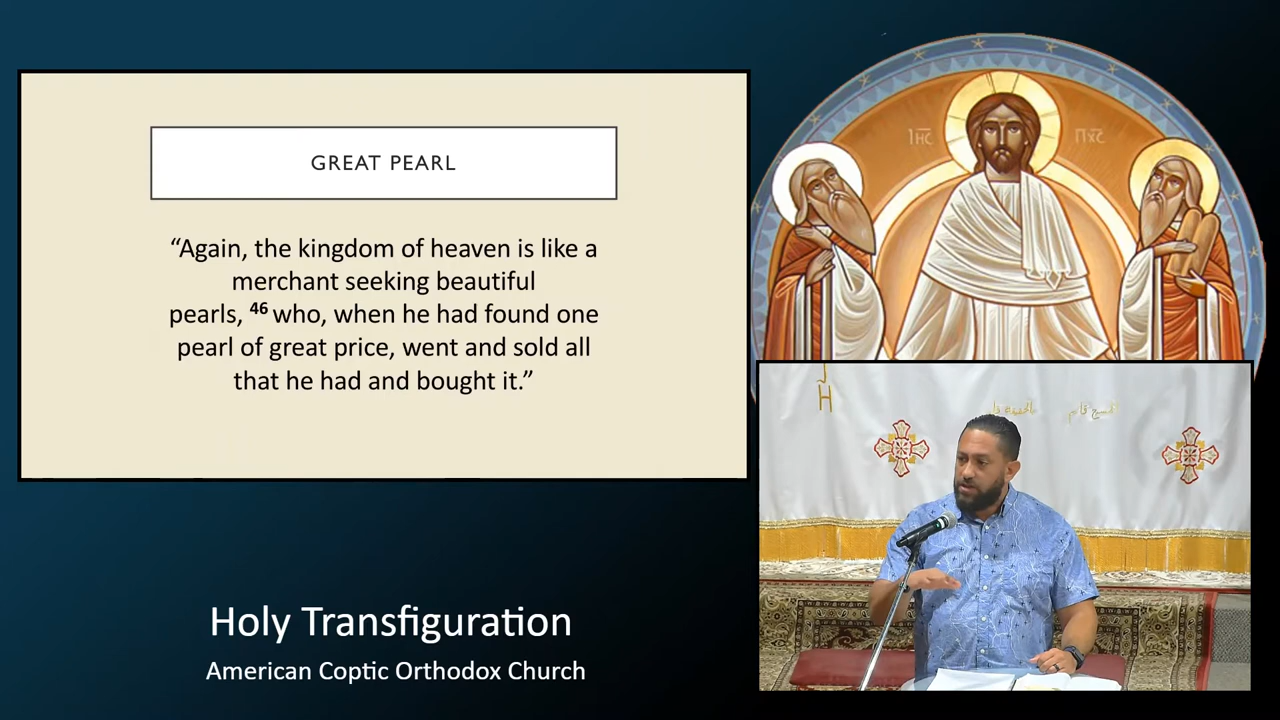 GREAT PEARL
“Again, the kingdom of heaven is like a
merchant seeking beautiful
pearls, 46 who, when he had found one
pearl of great price, went and sold all
that he had and bought it.”
Holy Transfiguration
American Coptic Orthodox Church